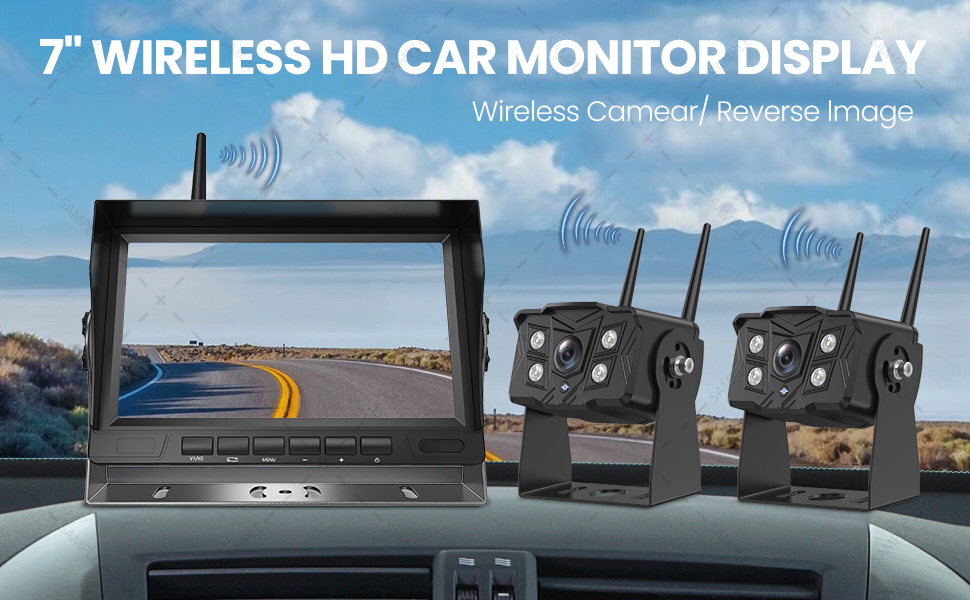 7" WIRELESS HD CAR MONITOR DISPLAY
Wireless Camear/ Reverse Image
V1/V2 MENU − + ⏻